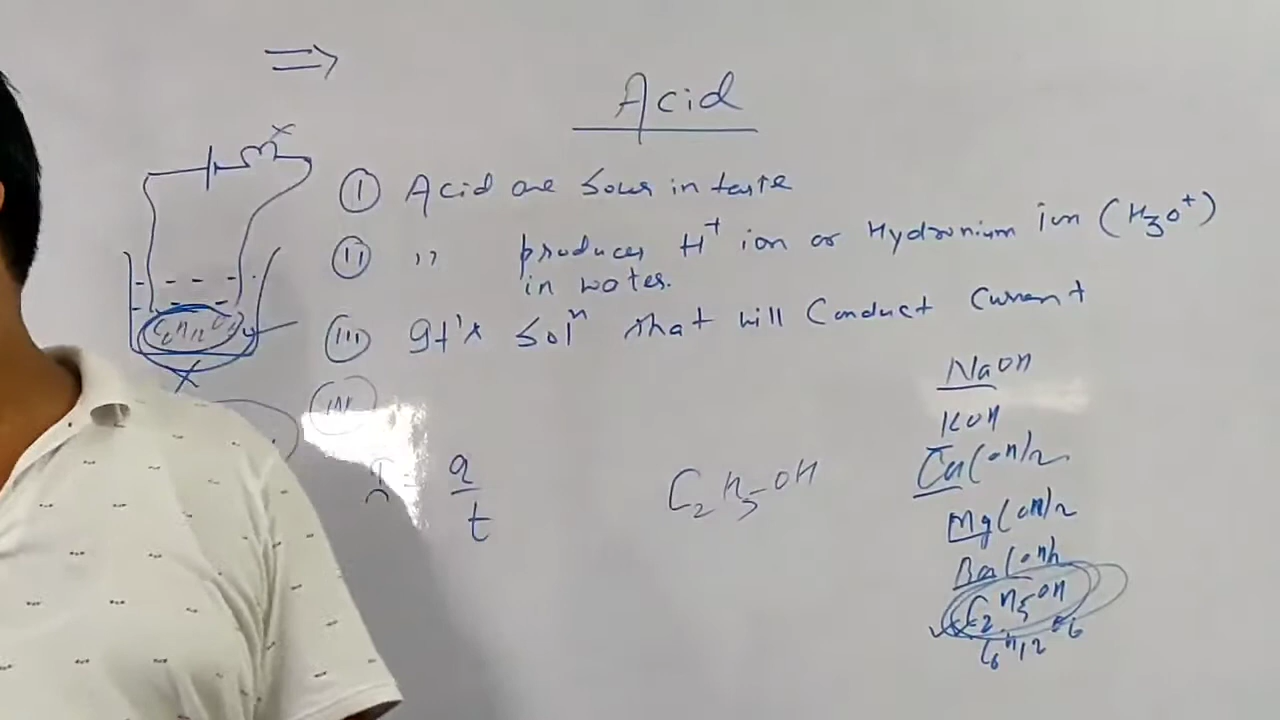 ⇒
Acid
(I) Acid are Sour in taste
(II) ,, produces H⁺ ion or Hydronium ion (H₃O⁺)
in water.
(III) It's Solⁿ that will Conduct Current
(IV)
q
t
C₂H₅-OH
NaOH
KOH
Ca(OH)₂
Mg(OH)₂
Ba(OH)₂
C₂H₅OH
C₆H₁₂O₆
X
X